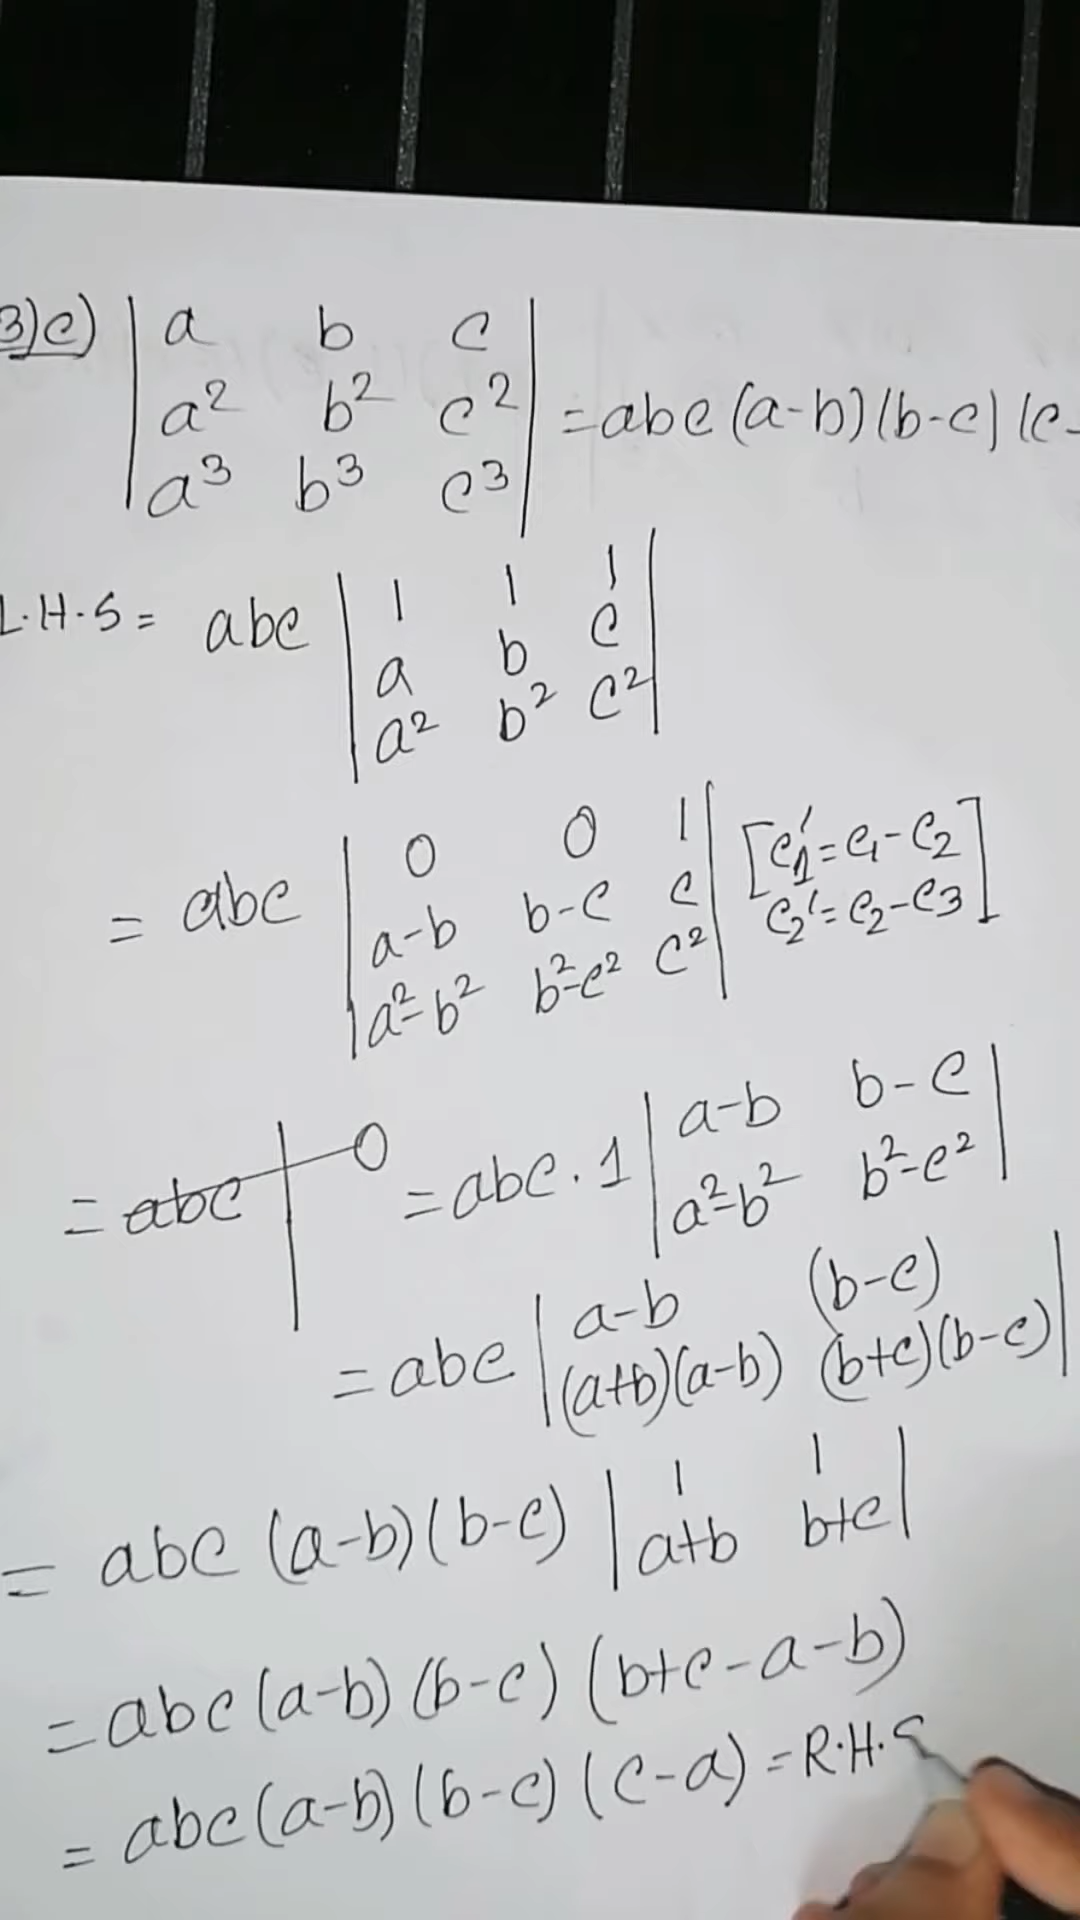 3)c) | a b c |
| a² b² c² | = abc (a-b)(b-c)(c-
| a³ b³ c³ |
L.H.S = abc | 1 1 1 |
| a b c |
| a² b² c² |
= abc | 0 0 1 | [c₁′ = c₁ - c₂
| a-b b-c c | c₂′ = c₂ - c₃]
| a²-b² b²-c² c² |
= abc | 0 = abc . 1 | a-b b-c |
| a²-b² b²-c² |
= abc | a-b (b-c) |
| (a+b)(a-b) (b+c)(b-c) |
= abc (a-b)(b-c) | 1 1 |
| a+b b+c |
= abc (a-b)(b-c)(b+c-a-b)
= abc (a-b)(b-c)(c-a) = R.H.S